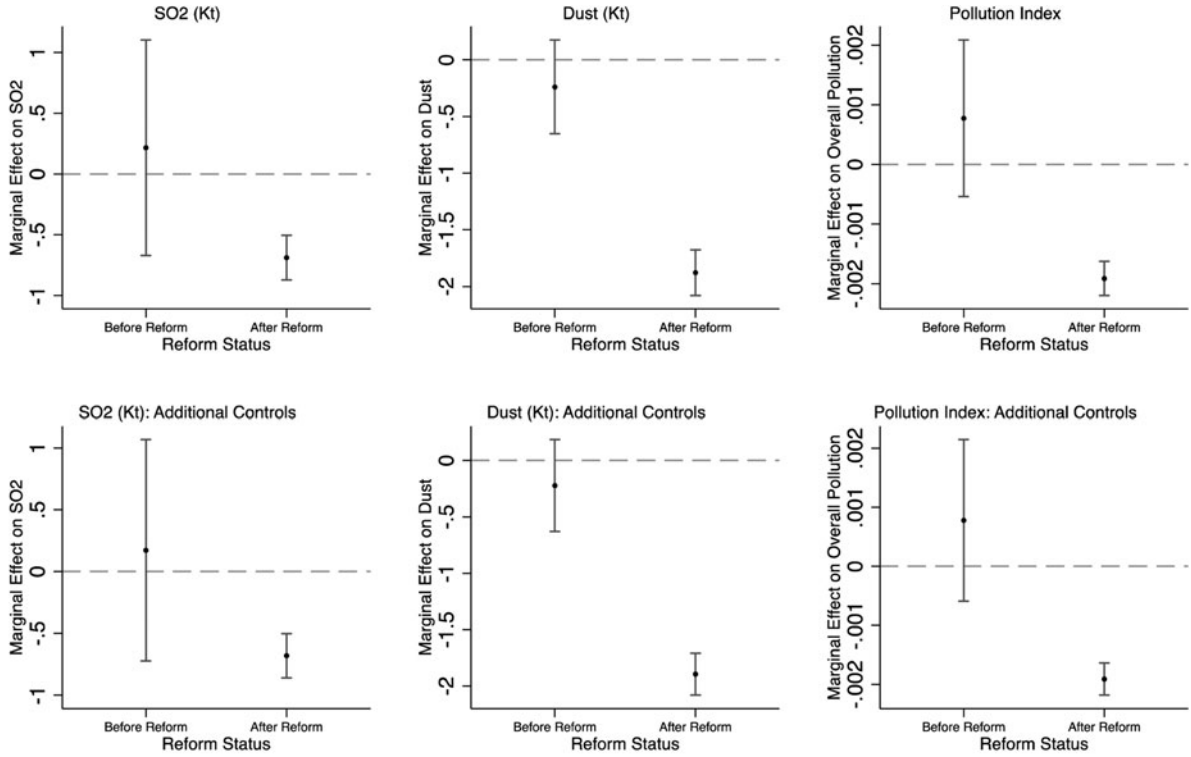 SO2 (Kt)
Marginal Effect on SO2
1
.5
0
-.5
-1
Before Reform After Reform
Reform Status
Dust (Kt)
Marginal Effect on Dust
0
-.5
-1
-1.5
-2
Before Reform After Reform
Reform Status
Pollution Index
Marginal Effect on Overall Pollution
.002
.001
0
-.001
-.002
Before Reform After Reform
Reform Status
SO2 (Kt): Additional Controls
Marginal Effect on SO2
1
.5
0
-.5
-1
Before Reform After Reform
Reform Status
Dust (Kt): Additional Controls
Marginal Effect on Dust
0
-.5
-1
-1.5
-2
Before Reform After Reform
Reform Status
Pollution Index: Additional Controls
Marginal Effect on Overall Pollution
.002
.001
0
-.001
-.002
Before Reform After Reform
Reform Status